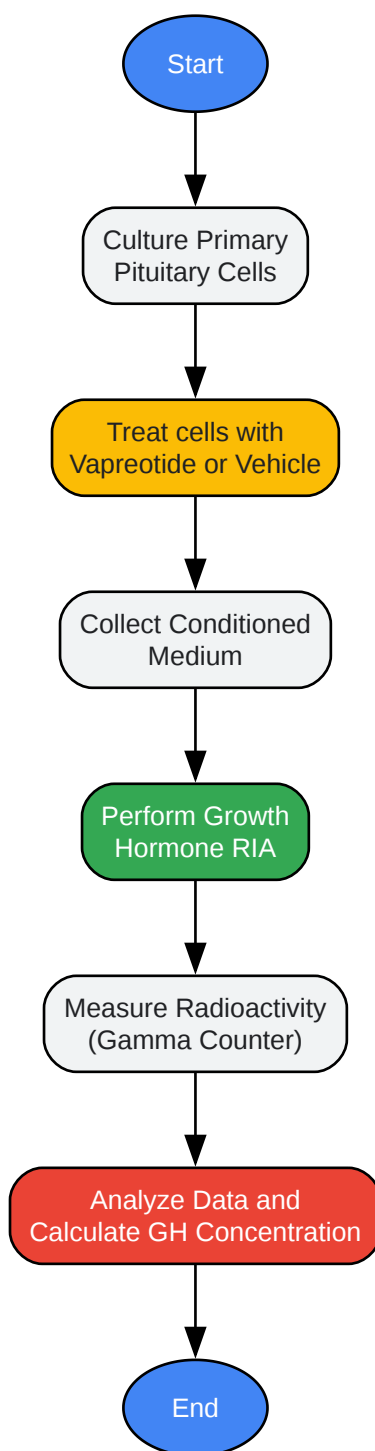 Start
Culture Primary
Pituitary Cells
Treat cells with
Vapreotide or Vehicle
Collect Conditioned
Medium
Perform Growth
Hormone RIA
Measure Radioactivity
(Gamma Counter)
Analyze Data and
Calculate GH Concentration
End